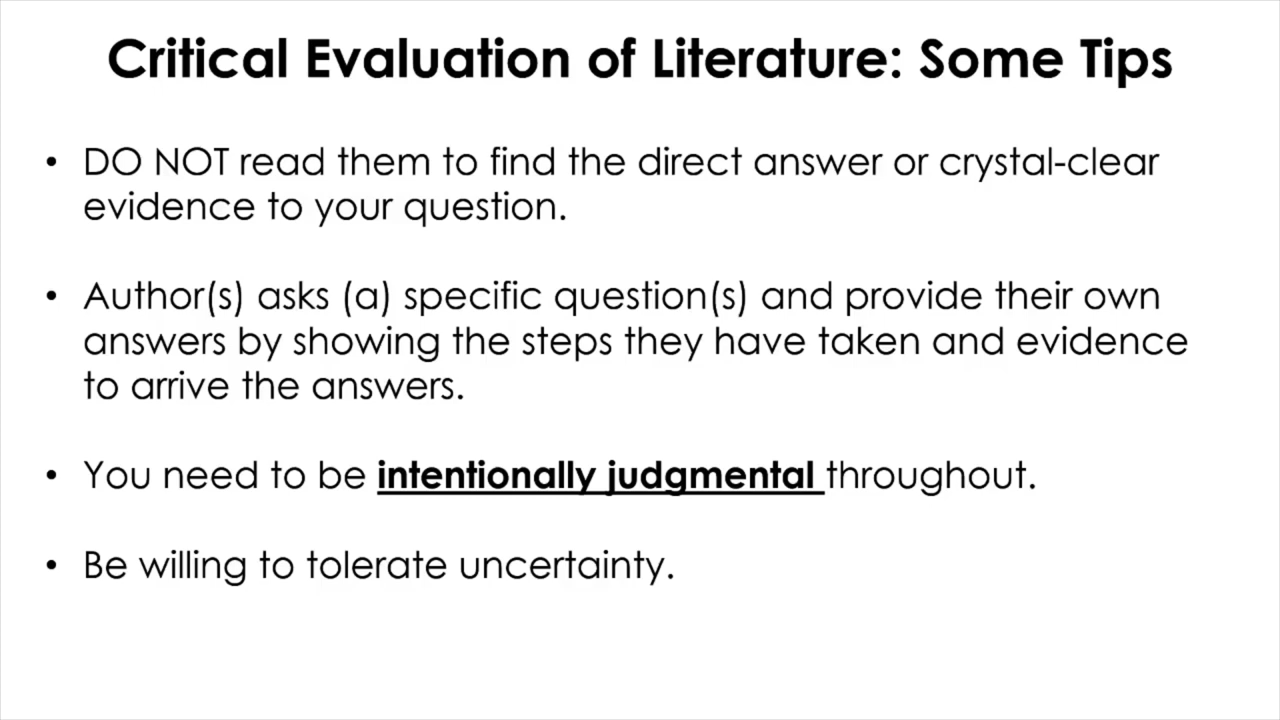 Critical Evaluation of Literature: Some Tips
• DO NOT read them to find the direct answer or crystal-clear
evidence to your question.
• Author(s) asks (a) specific question(s) and provide their own
answers by showing the steps they have taken and evidence
to arrive the answers.
• You need to be intentionally judgmental throughout.
• Be willing to tolerate uncertainty.